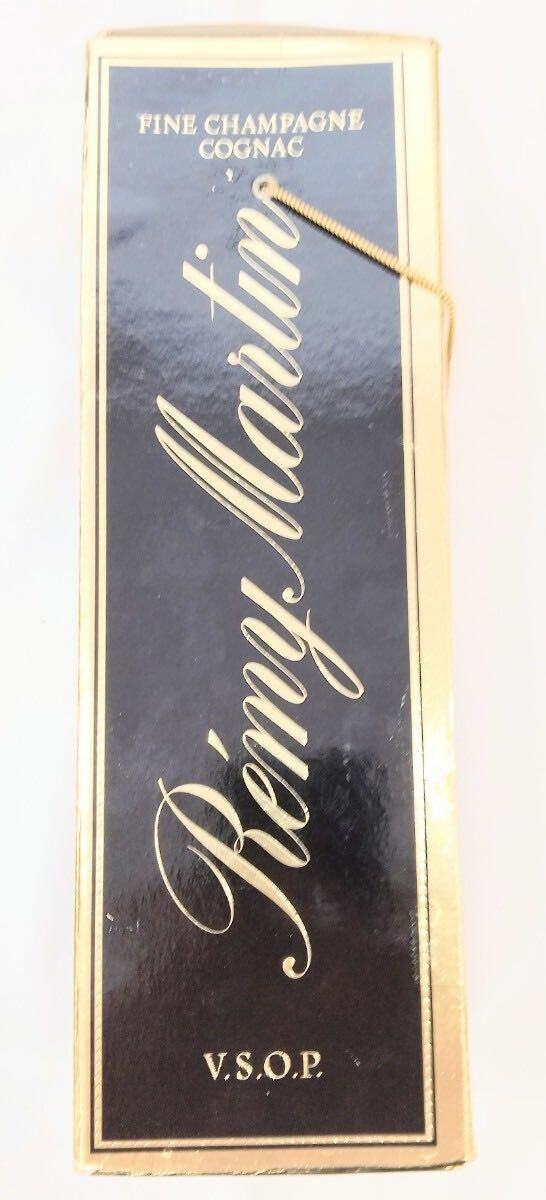 FINE CHAMPAGNE
COGNAC
Rémy Martin
V.S.O.P.